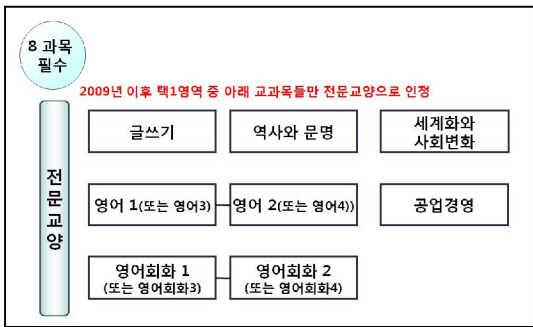 8 과목
필수
2009년 이후 택1영역 중 아래 교과목들만 전문교양으로 인정
전문교양
글쓰기
역사와 문명
세계화와
사회변화
영어 1(또는 영어3)
영어 2(또는 영어4))
공업경영
영어회화 1
(또는 영어회화3)
영어회화 2
(또는 영어회화4)